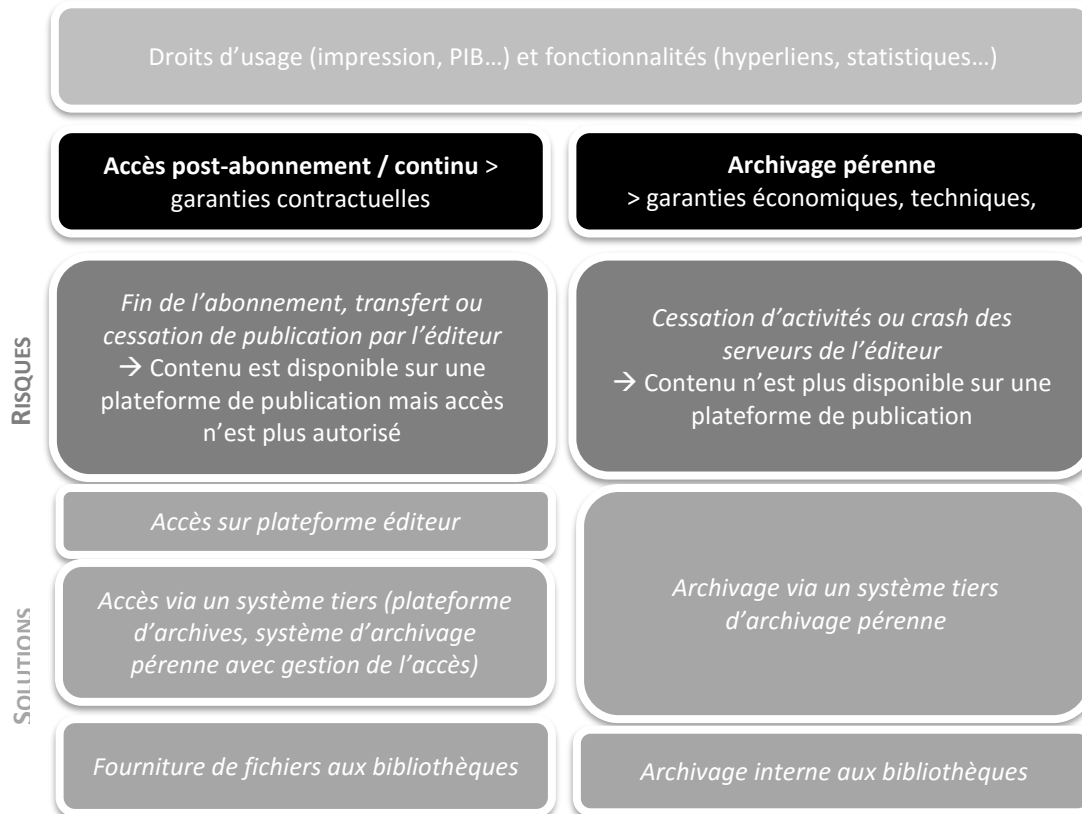 Droits d'usage (impression, PIB…) et fonctionnalités (hyperliens, statistiques…)
Accès post-abonnement / continu >
garanties contractuelles
Archivage pérenne
> garanties économiques, techniques,
RISQUES
Fin de l'abonnement, transfert ou
cessation de publication par l'éditeur
→ Contenu est disponible sur une
plateforme de publication mais accès
n'est plus autorisé
Cessation d'activités ou crash des
serveurs de l'éditeur
→ Contenu n'est plus disponible sur une
plateforme de publication
SOLUTIONS
Accès sur plateforme éditeur
Accès via un système tiers (plateforme
d'archives, système d'archivage
pérenne avec gestion de l'accès)
Fourniture de fichiers aux bibliothèques
Archivage via un système tiers
d'archivage pérenne
Archivage interne aux bibliothèques